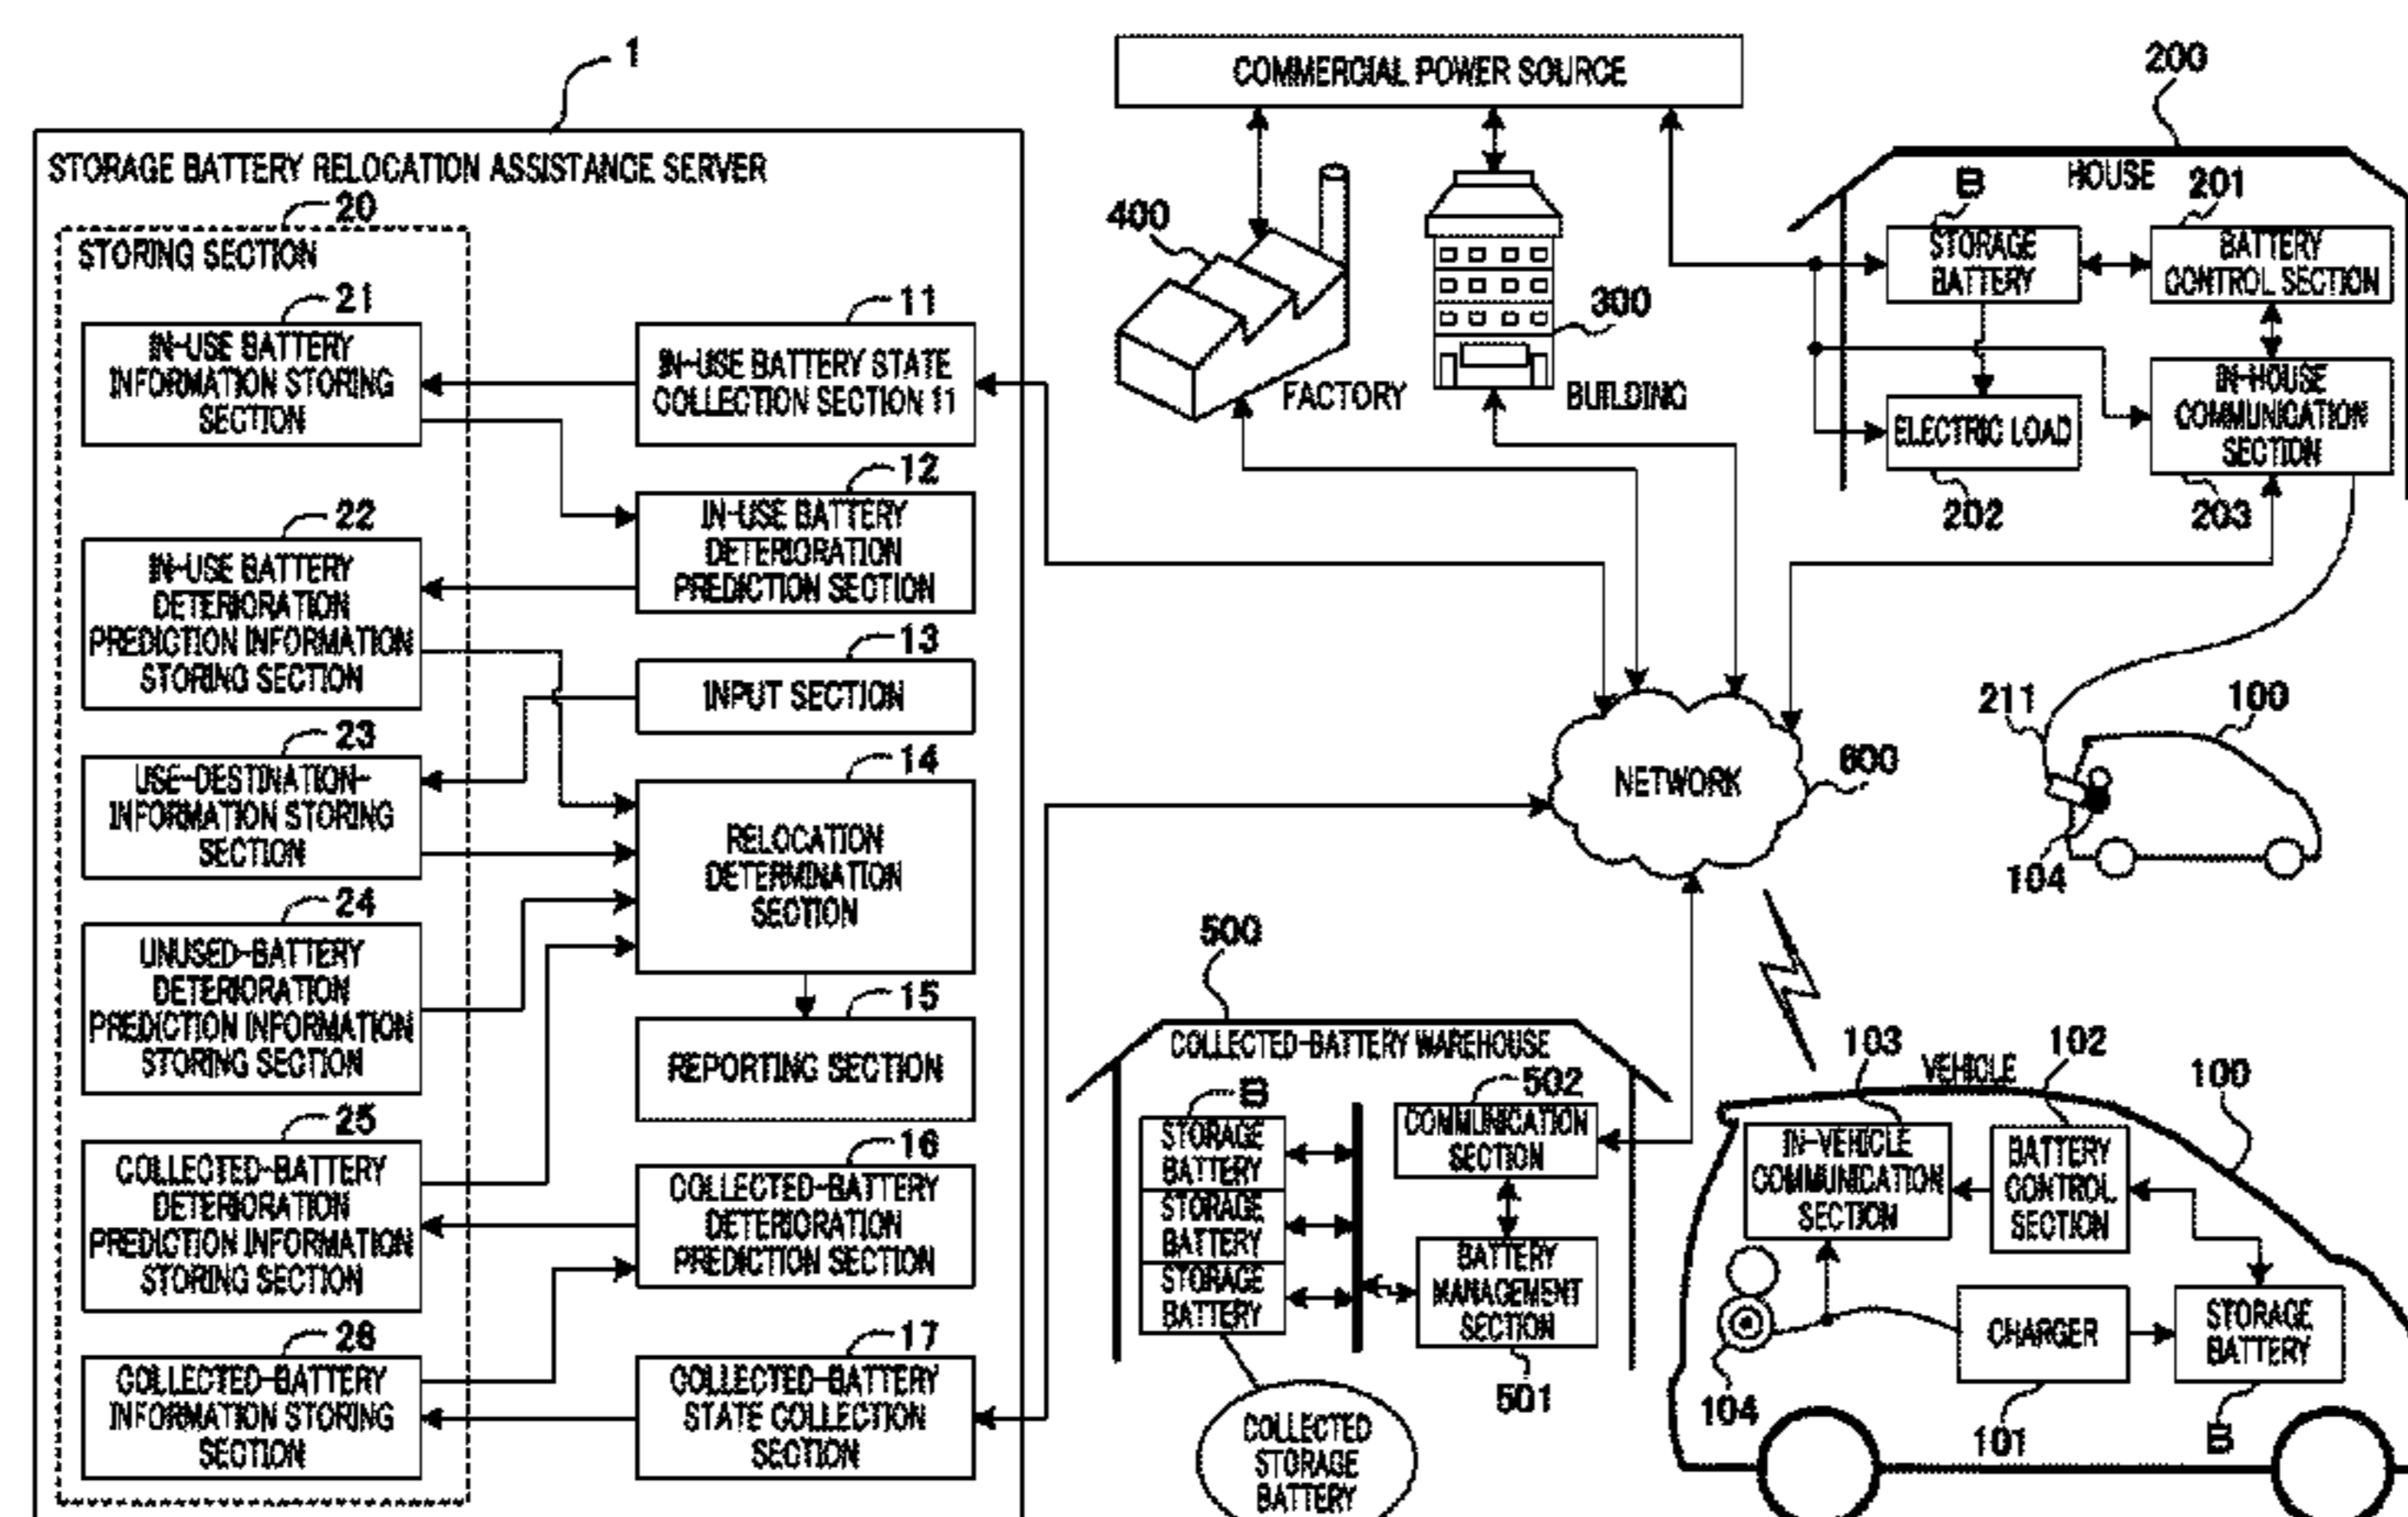 1
STORAGE BATTERY RELOCATION ASSISTANCE SERVER
20
STORING SECTION
21
IN-USE BATTERY
INFORMATION STORING
SECTION
22
IN-USE BATTERY
DETERIORATION
PREDICTION INFORMATION
STORING SECTION
23
USE-DESTINATION-
INFORMATION STORING
SECTION
24
UNUSED-BATTERY
DETERIORATION
PREDICTION INFORMATION
STORING SECTION
25
COLLECTED-BATTERY
DETERIORATION
PREDICTION INFORMATION
STORING SECTION
26
COLLECTED-BATTERY
INFORMATION STORING
SECTION
11
IN-USE BATTERY STATE
COLLECTION SECTION 11
12
IN-USE BATTERY
DETERIORATION
PREDICTION SECTION
13
INPUT SECTION
14
RELOCATION
DETERMINATION
SECTION
15
REPORTING SECTION
16
COLLECTED-BATTERY
DETERIORATION
PREDICTION SECTION
17
COLLECTED-BATTERY
STATE COLLECTION
SECTION
COMMERCIAL POWER SOURCE
400
FACTORY
300
BUILDING
200
HOUSE
B
STORAGE
BATTERY
201
BATTERY
CONTROL SECTION
ELECTRIC LOAD
202
IN-HOUSE
COMMUNICATION
SECTION
203
NETWORK
600
211
100
104
500
COLLECTED-BATTERY WAREHOUSE
B
STORAGE
BATTERY
STORAGE
BATTERY
STORAGE
BATTERY
502
COMMUNICATION
SECTION
BATTERY
MANAGEMENT
SECTION
501
COLLECTED
STORAGE
BATTERY
VEHICLE
100
103
IN-VEHICLE
COMMUNICATION
SECTION
102
BATTERY
CONTROL
SECTION
104
CHARGER
101
STORAGE
BATTERY
B